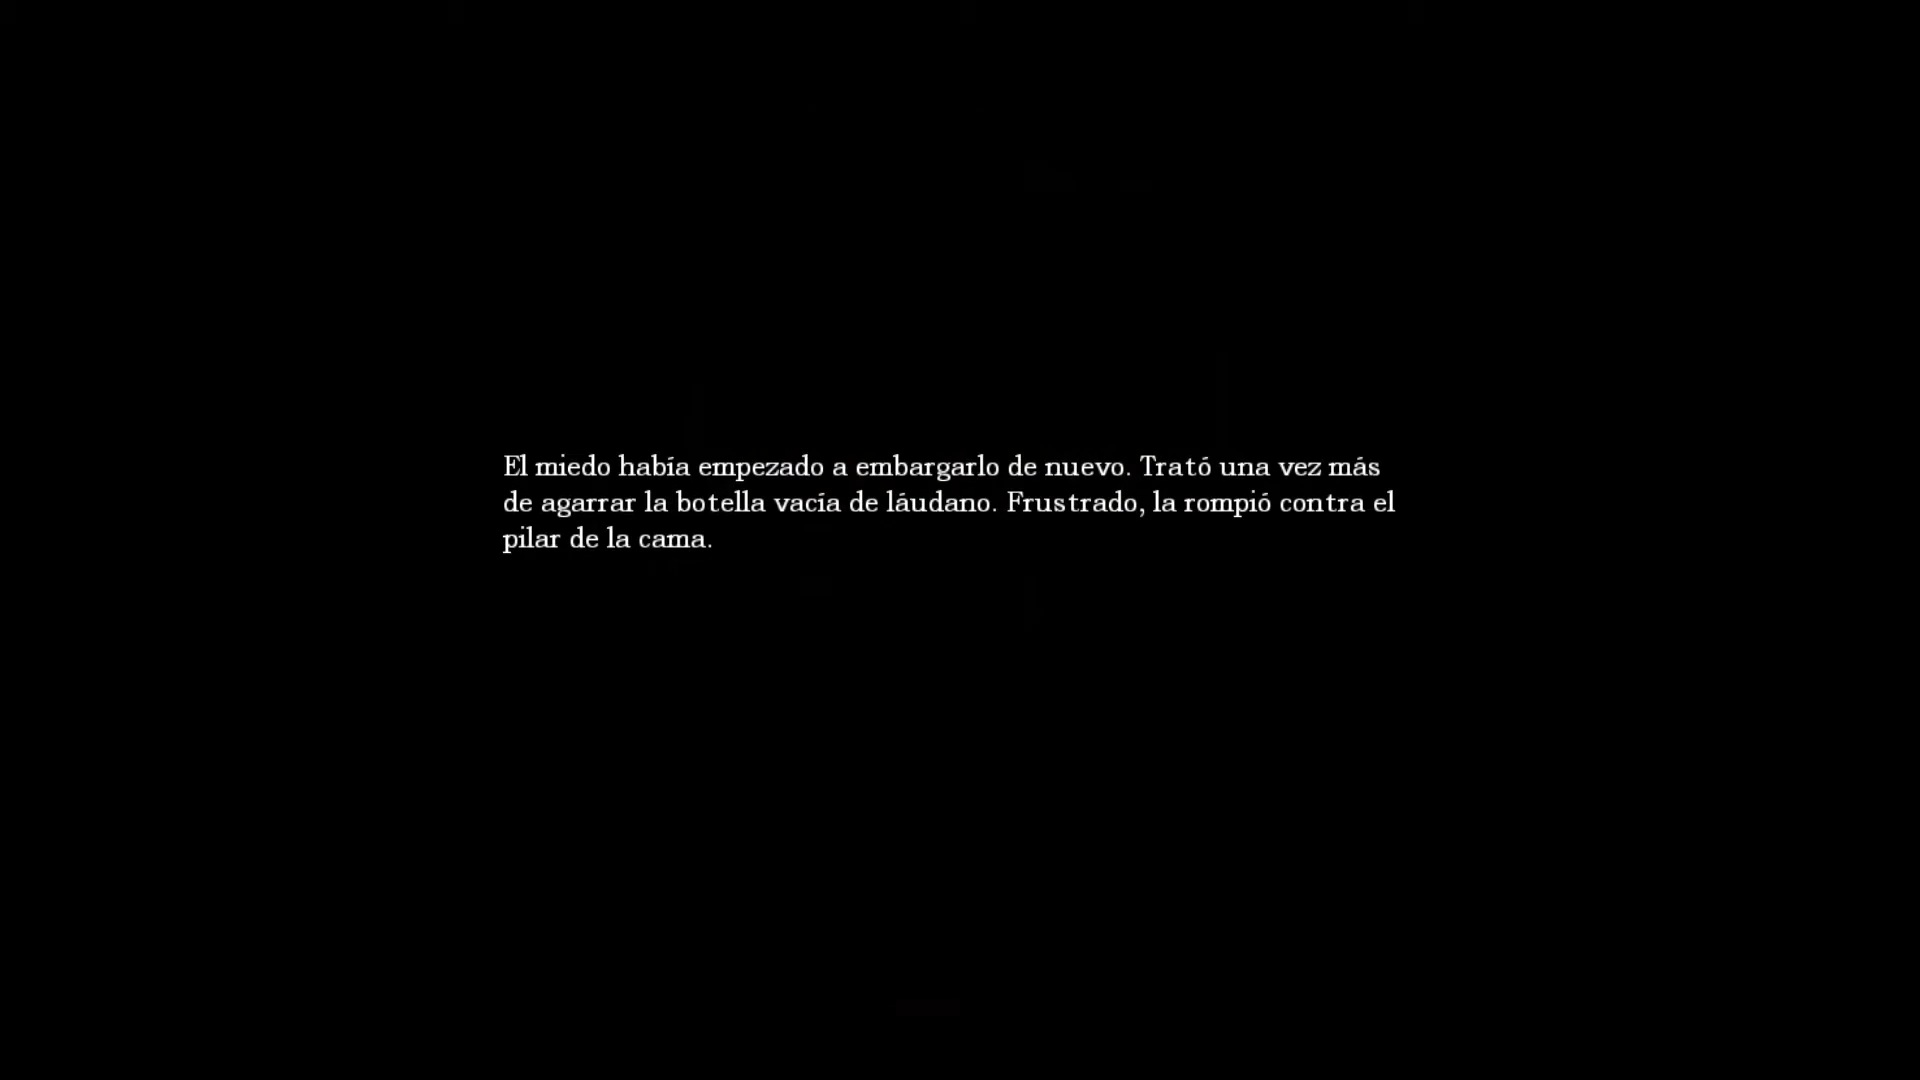 El miedo había empezado a embargarlo de nuevo. Trató una vez más
de agarrar la botella vacía de láudano. Frustrado, la rompió contra el
pilar de la cama.